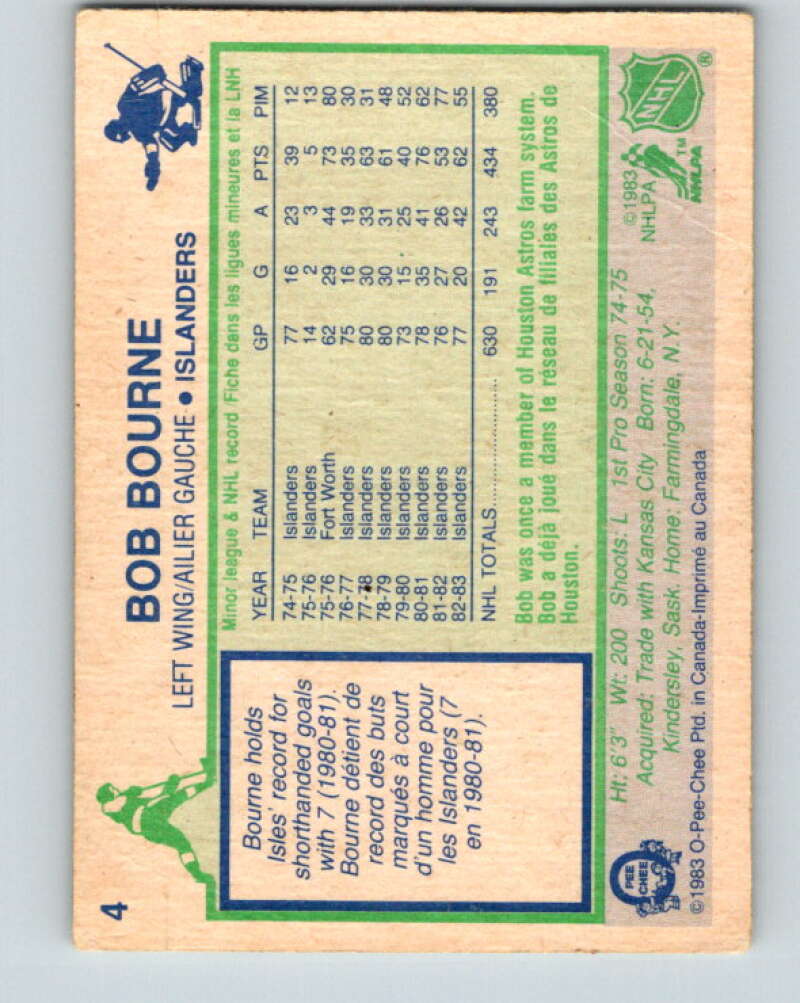 4
BOB BOURNE
LEFT WING/AILIER GAUCHE • ISLANDERS
Bourne holds
Isles' record for
shorthanded goals
with 7 (1980-81).
Bourne détient de
record des buts
marqués à court
d'un homme pour
les Islanders (7
en 1980-81).
Minor league & NHL record/Fiche dans les ligues mineures et la LNH
YEAR TEAM GP G A PTS PIM
74-75 Islanders 77 16 23 39 12
75-76 Islanders 14 2 3 5 13
75-76 Fort Worth 62 29 44 73 80
76-77 Islanders 75 16 19 35 30
77-78 Islanders 80 30 33 63 31
78-79 Islanders 80 30 31 61 48
79-80 Islanders 73 15 25 40 52
80-81 Islanders 78 35 41 76 62
81-82 Islanders 76 27 26 53 77
82-83 Islanders 77 20 42 62 55
NHL TOTALS.......................... 630 191 243 434 380
Bob was once a member of Houston Astros farm system.
Bob a déjà joué dans le réseau de filiales des Astros de
Houston.
Ht: 6'3" Wt: 200 Shoots: L 1st Pro Season 74-75
Acquired: Trade with Kansas City Born: 6-21-54,
Kindersley, Sask. Home: Farmingdale, N.Y.
©1983 O-Pee-Chee Ptd. in Canada-Imprimé au Canada
O
PEE
CHEE
©1983
NHLPA
NHLPA
TM
NHL
®